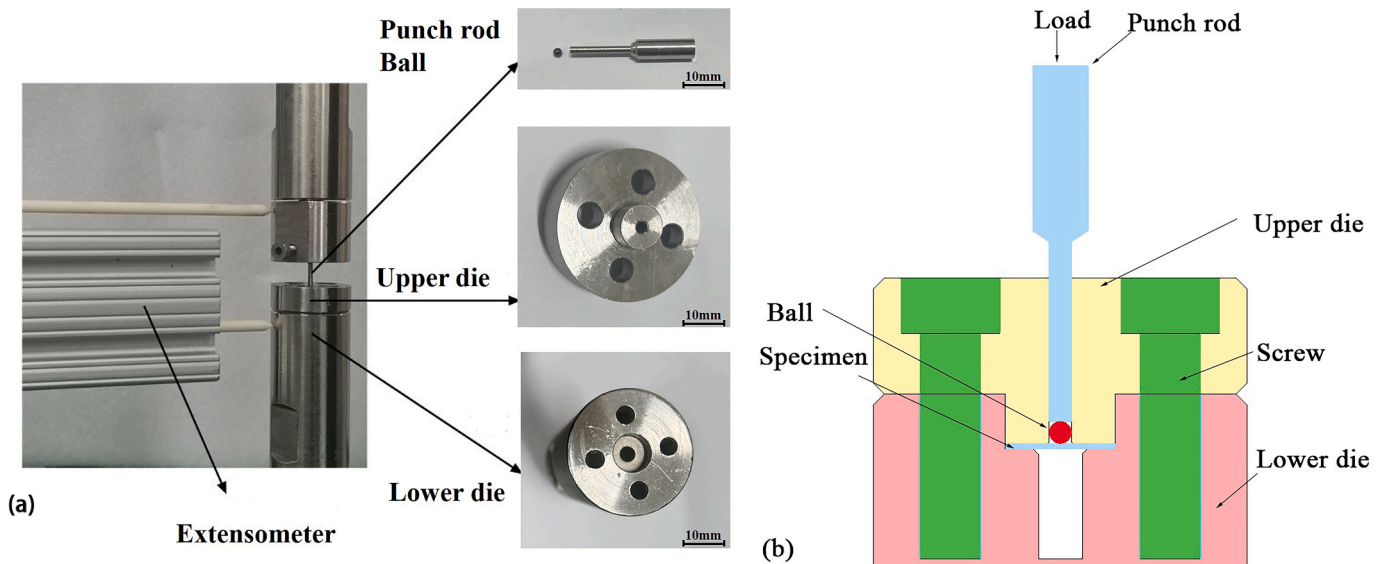 Punch rod
Ball
10mm
Upper die
10mm
Lower die
10mm
Extensometer
(a)
Load
Punch rod
Upper die
Ball
Specimen
Screw
Lower die
(b)